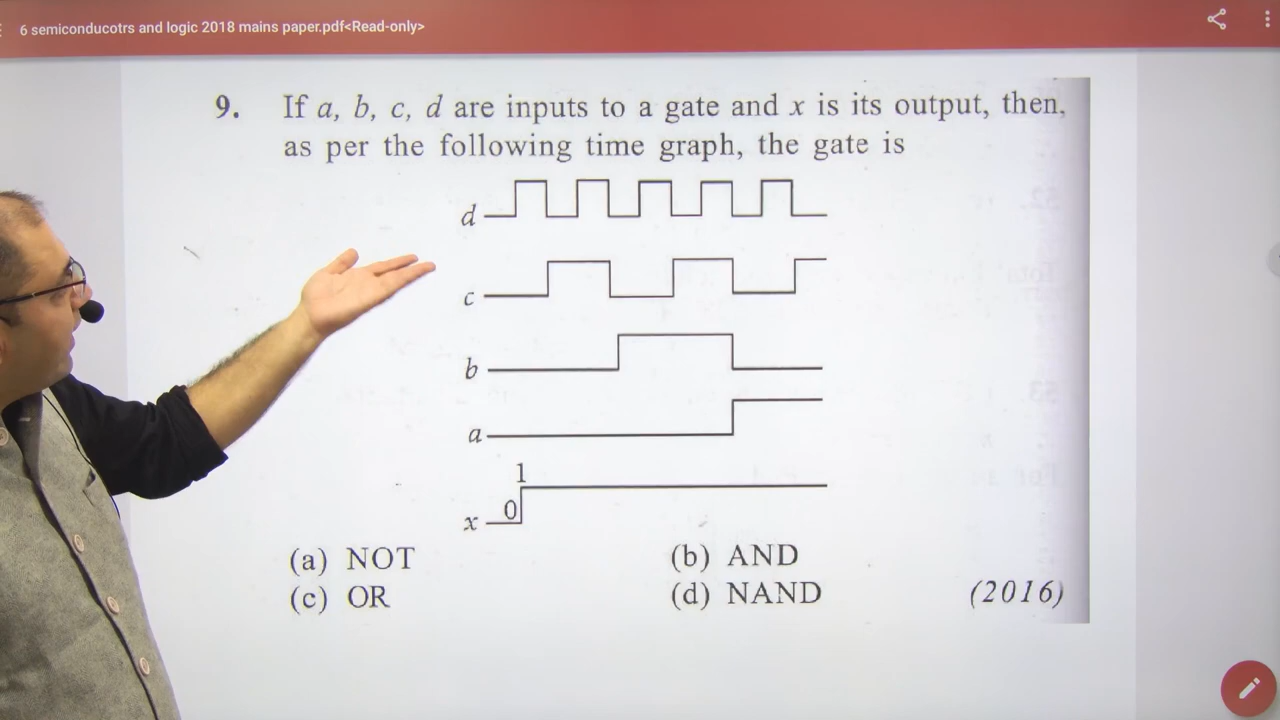 6 semiconducotrs and logic 2018 mains paper.pdf<Read-only>
9. If a, b, c, d are inputs to a gate and x is its output, then,
as per the following time graph, the gate is
d
c
b
a
1
0
x
(a) NOT (b) AND
(c) OR (d) NAND (2016)